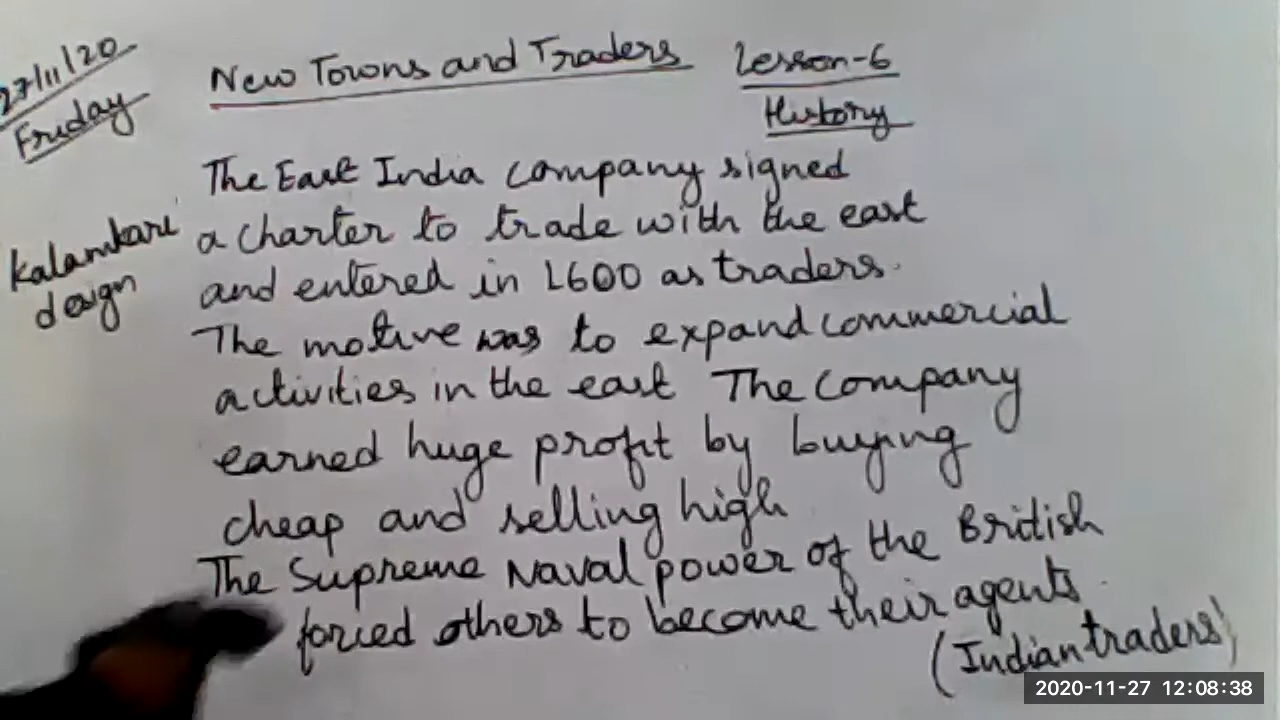 27/11/20
Friday
New Towns and Traders
Lesson-6
History
The East India company signed
a charter to trade with the east
and entered in 1600 as traders.
Kalamkari
design
The motive was to expand commercial
activities in the east The company
earned huge profit by buying
cheap and selling high
The Supreme Naval power of the British
forced others to become their agents.
(Indian traders)
2020-11-27 12:08:38